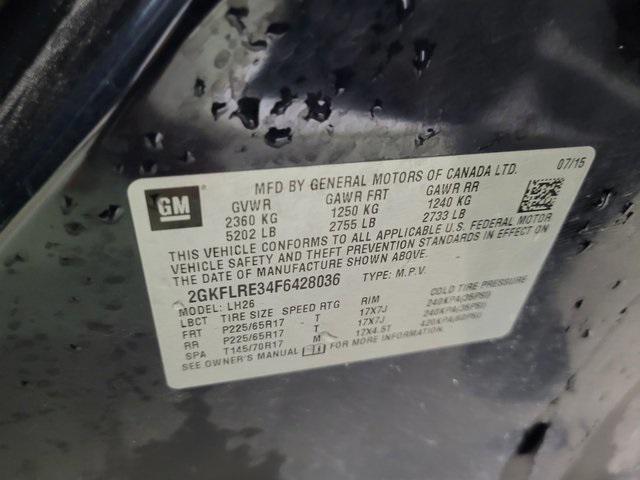 GM
MFD BY GENERAL MOTORS OF CANADA LTD. 07/15
GVWR GAWR FRT GAWR RR
2360 KG 1250 KG 1240 KG
5202 LB 2755 LB 2733 LB
THIS VEHICLE CONFORMS TO ALL APPLICABLE U.S. FEDERAL MOTOR
VEHICLE SAFETY AND THEFT PREVENTION STANDARDS IN EFFECT ON
THE DATE OF MANUFACTURE SHOWN ABOVE.
2GKFLRE34F6428036 TYPE: M.P.V.
MODEL: LH26
LBCT TIRE SIZE SPEED RTG RIM COLD TIRE PRESSURE
FRT P225/65R17 T 17X7J 240KPA(35PSI)
RR P225/65R17 T 17X7J 240KPA(35PSI)
SPA T145/70R17 M 17X4.5T 420KPA(60PSI)
SEE OWNER'S MANUAL FOR MORE INFORMATION.